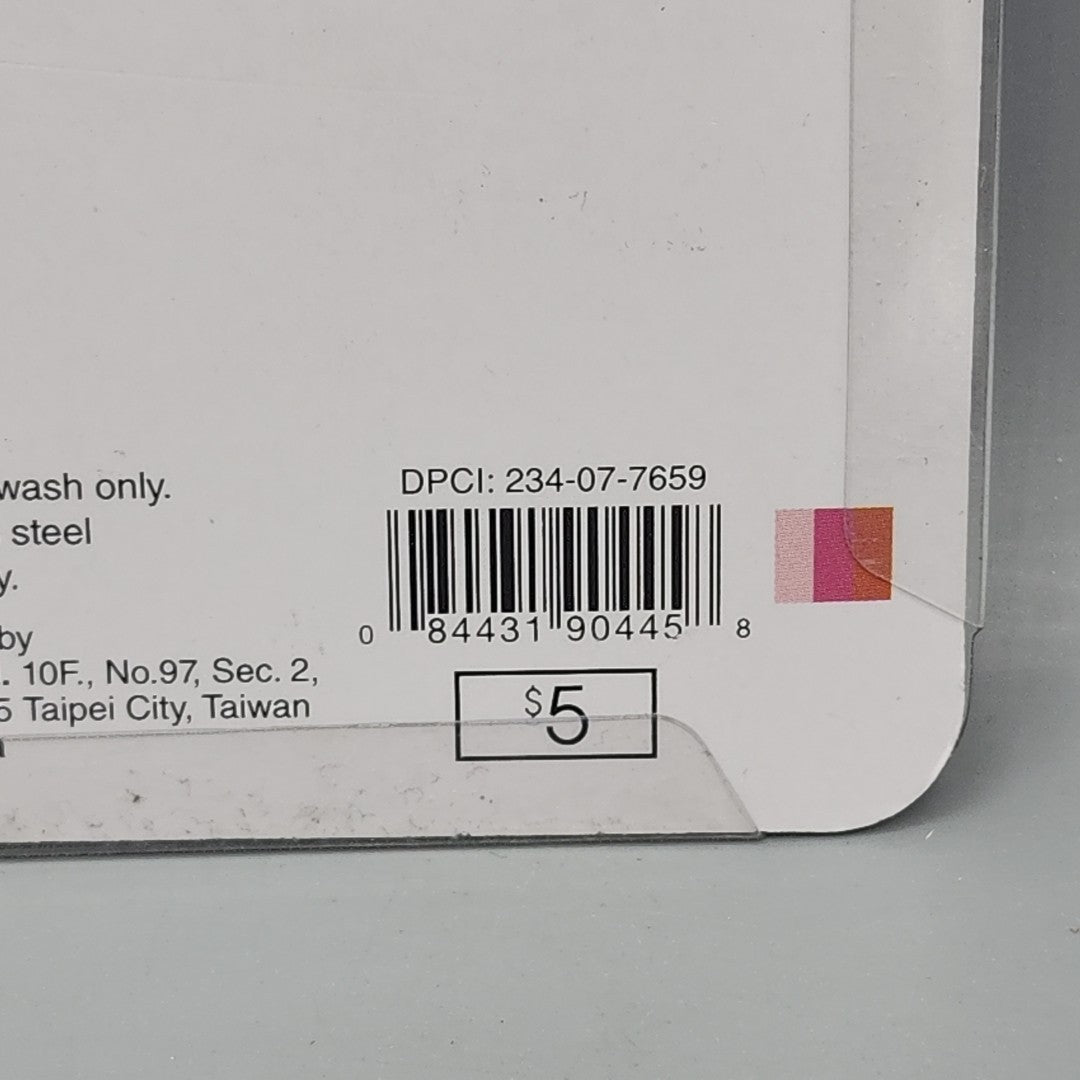 wash only.
steel
y.
by
. 10F., No.97, Sec. 2,
5 Taipei City, Taiwan
DPCI: 234-07-7659
0 84431 90445 8
$5